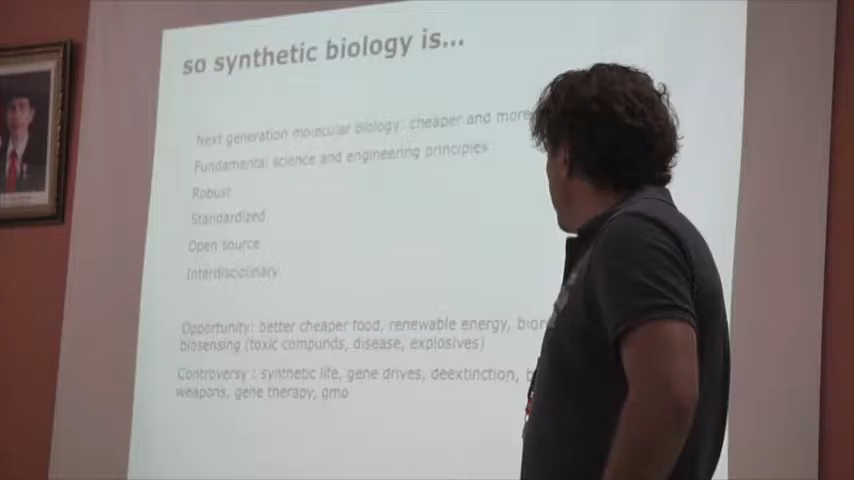 so synthetic biology is...
Next generation molecular biology: cheaper and more
Fundamental science and engineering principles
Robust
Standardized
Open source
Interdisciplinary
Opportunity: better cheaper food, renewable energy,
biosensing (toxic compunds, disease, explosives)
Controversy : synthetic life, gene drives, deextinction,
weapons, gene therapy, gmo